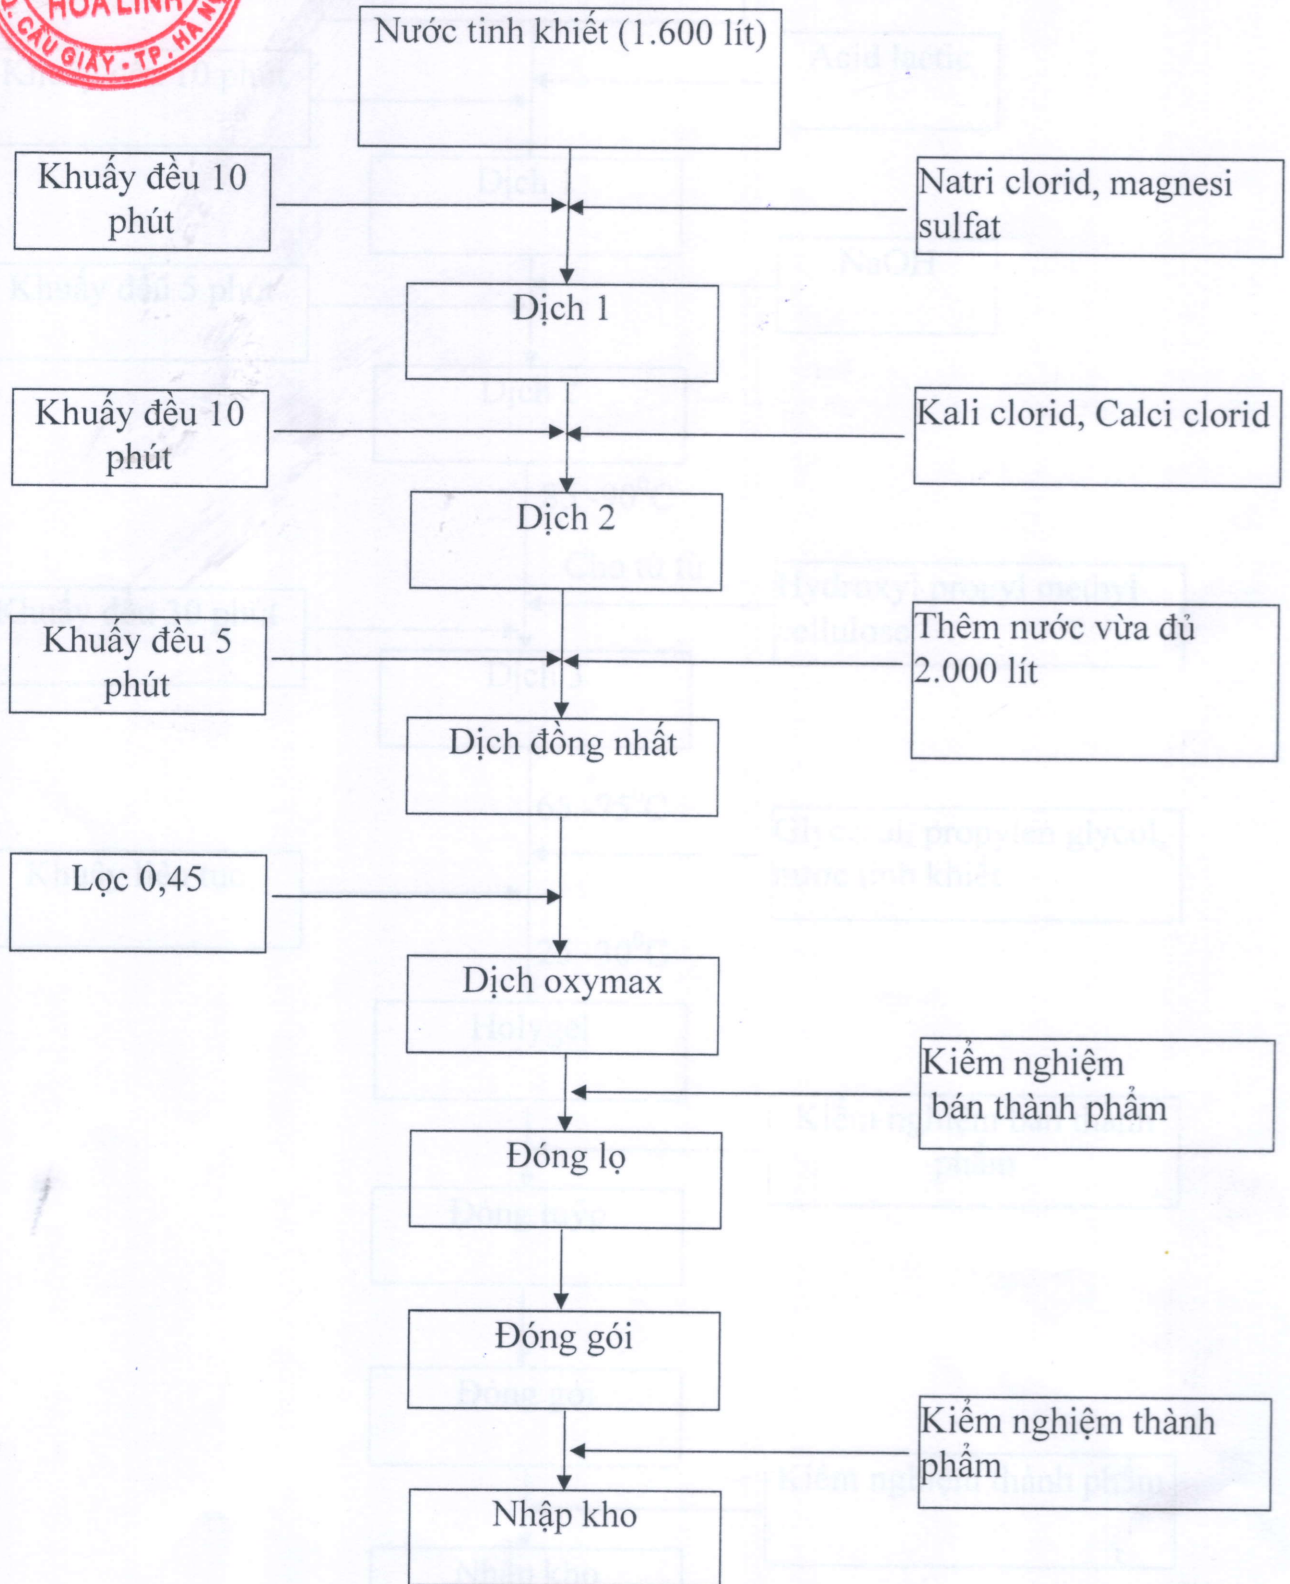 HOA LINH
CẦU GIẤY - TP. HÀ N
Nước tinh khiết (1.600 lít)
Khuấy đều 10
phút
Natri clorid, magnesi
sulfat
Dịch 1
Khuấy đều 10
phút
Kali clorid, Calci clorid
Dịch 2
Khuấy đều 5
phút
Thêm nước vừa đủ
2.000 lít
Dịch đồng nhất
Lọc 0,45
Dịch oxymax
Kiểm nghiệm
bán thành phẩm
Đóng lọ
Đóng gói
Kiểm nghiệm thành
phẩm
Nhập kho